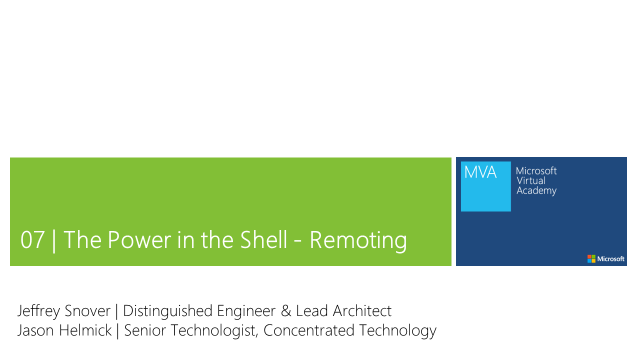 07 | The Power in the Shell - Remoting
MVA
Microsoft
Virtual
Academy
Microsoft
Jeffrey Snover | Distinguished Engineer & Lead Architect
Jason Helmick | Senior Technologist, Concentrated Technology